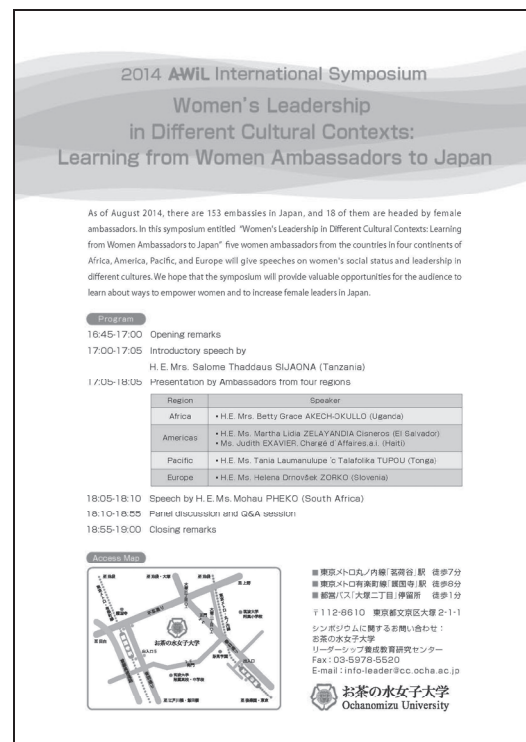 2014 AWiL International Symposium
Women's Leadership
in Different Cultural Contexts:
Learning from Women Ambassadors to Japan
As of August 2014, there are 153 embassies in Japan, and 18 of them are headed by female
ambassadors. In this symposium entitled "Women's Leadership in Different Cultural Contexts: Learning
from Women Ambassadors to Japan" five women ambassadors from the countries in four continents of
Africa, America, Pacific, and Europe will give speeches on women's social status and leadership in
different cultures. We hope that the symposium will provide valuable opportunities for the audience to
learn about ways to empower women and to increase female leaders in Japan.
Program
16:45-17:00 Opening remarks
17:00-17:05 Introductory speech by
H. E. Mrs. Salome Thaddaus SIJAONA (Tanzania)
17:05-18:05 Presentation by Ambassadors from four regions
Region Speaker
Africa • H.E. Mrs. Betty Grace AKECH-OKULLO (Uganda)
Americas • H.E. Ms. Martha Lidia ZELAYANDIA Cisneros (El Salvador)
• Ms. Judith EXAVIER, Chargé d'Affaires,a.i. (Haiti)
Pacific • H.E. Ms. Tania Laumanulupe 'o Talafolika TUPOU (Tonga)
Europe • H.E. Ms. Helena Drnovšek ZORKO (Slovenia)
18:05-18:10 Speech by H. E. Ms. Mohau PHEKO (South Africa)
18:10-18:55 Panel discussion and Q&A session
18:55-19:00 Closing remarks
Access Map
お茶の水女子大学
■東京メトロ丸ノ内線「茗荷谷」駅 徒歩7分
■東京メトロ有楽町線「護国寺」駅 徒歩8分
■都営バス「大塚二丁目」停留所 徒歩1分
〒112-8610 東京都文京区大塚 2-1-1
シンポジウムに関するお問い合わせ:
お茶の水女子大学
リーダーシップ養成教育研究センター
Fax:03-5978-5520
E-mail:info-leader@cc.ocha.ac.jp
お茶の水女子大学
Ochanomizu University